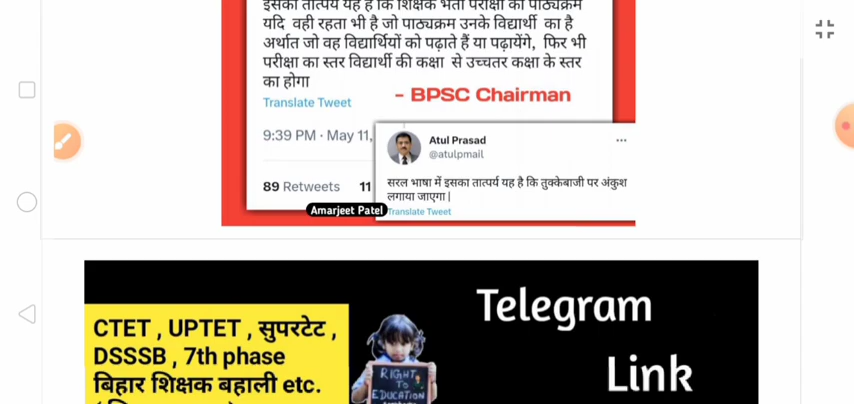 इसका तात्पर्य यह है कि शिक्षक भर्ती परीक्षा का पाठ्यक्रम
यदि वही रहता भी है जो पाठ्यक्रम उनके विद्यार्थी का है
अर्थात जो वह विद्यार्थियों को पढ़ाते हैं या पढ़ायेंगे, फिर भी
परीक्षा का स्तर विद्यार्थी की कक्षा से उच्चतर कक्षा के स्तर
का होगा
Translate Tweet
- BPSC Chairman
9:39 PM · May 11,
89 Retweets 11
Amarjeet Patel
Atul Prasad
@atulpmail
सरल भाषा में इसका तात्पर्य यह है कि तुक्केबाजी पर अंकुश
लगाया जाएगा |
Translate Tweet
CTET , UPTET , सुपरटेट ,
DSSSB , 7th phase
बिहार शिक्षक बहाली etc.
RIGHT
TO
EDUCATION
Telegram
Link